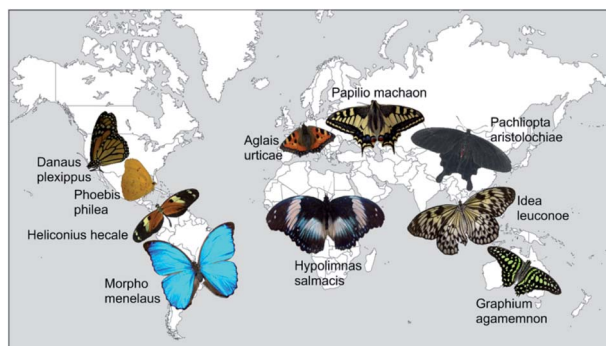 Papilio machaon
Aglais
urticae
Pachliopta
aristolochiae
Danaus
plexippus
Phoebis
philea
Heliconius hecale
Idea
leuconoe
Morpho
menelaus
Hypolimnas
salmacis
Graphium
agamemnon